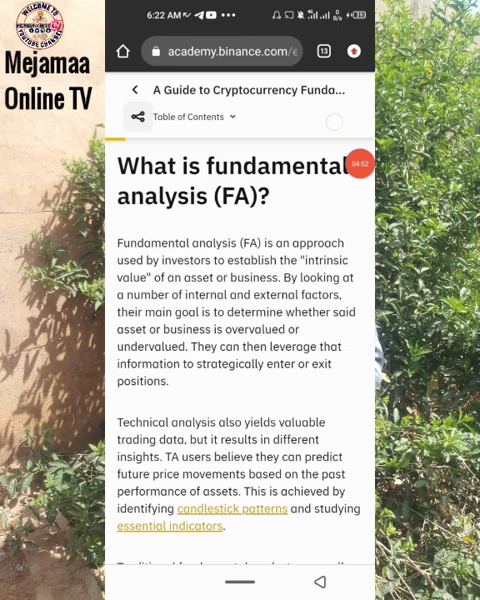 WELCOME TO
YOUTUBE CHANNEL
Mejamaa
Online TV
6:22 AM
39
academy.binance.com/e
13
A Guide to Cryptocurrency Funda...
Table of Contents
04:52
What is fundamental
analysis (FA)?
Fundamental analysis (FA) is an approach
used by investors to establish the "intrinsic
value" of an asset or business. By looking at
a number of internal and external factors,
their main goal is to determine whether said
asset or business is overvalued or
undervalued. They can then leverage that
information to strategically enter or exit
positions.
Technical analysis also yields valuable
trading data, but it results in different
insights. TA users believe they can predict
future price movements based on the past
performance of assets. This is achieved by
identifying candlestick patterns and studying
essential indicators.